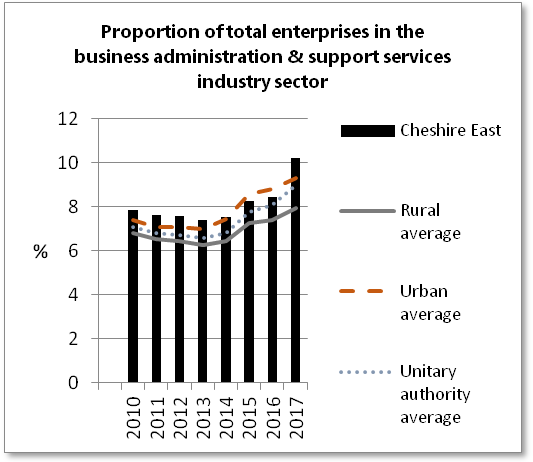 Proportion of total enterprises in the
business administration & support services
industry sector
12
10
8
6
4
2
0
%
2010
2011
2012
2013
2014
2015
2016
2017
Cheshire East
Rural
average
Urban
average
Unitary
authority
average